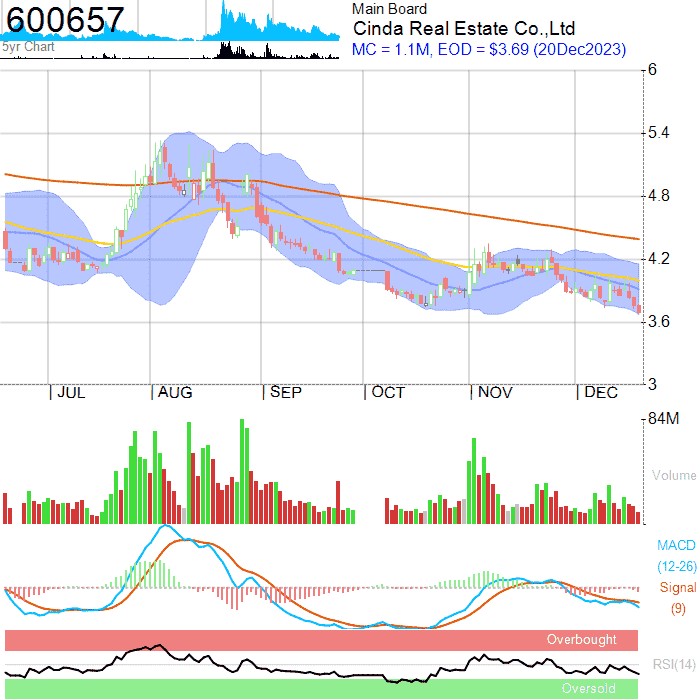 600657
5yr Chart
Main Board
Cinda Real Estate Co.,Ltd
MC = 1.1M, EOD = $3.69 (20Dec2023)
6
5.4
4.8
4.2
3.6
3
JUL
AUG
SEP
OCT
NOV
DEC
84M
Volume
MACD
(12-26)
Signal
(9)
Overbought
RSI(14)
Oversold